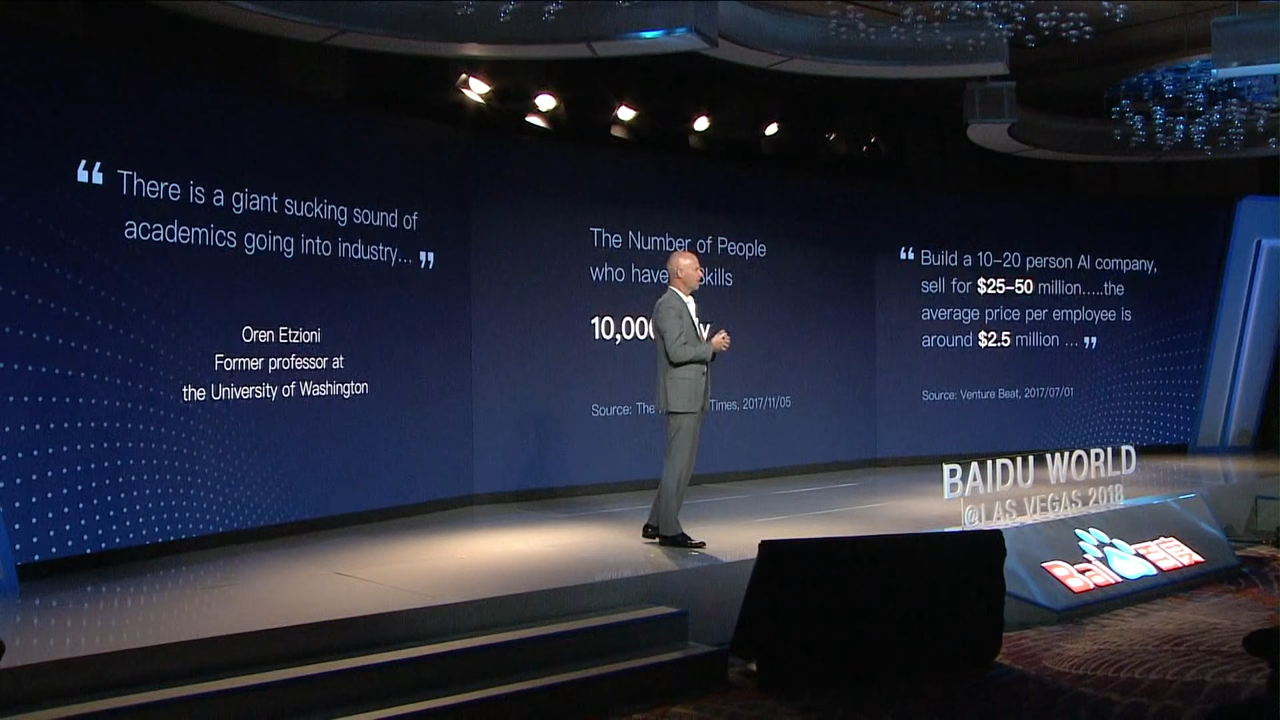 “ There is a giant sucking sound of
academics going into industry... ”
Oren Etzioni
Former professor at
the University of Washington
The Number of People
who have skills
10,000
Source: The Times, 2017/11/05
“ Build a 10–20 person AI company,
sell for $25–50 million.....the
average price per employee is
around $2.5 million ... ”
Source: Venture Beat, 2017/07/01
BAIDU WORLD
@LAS VEGAS 2018
Bai 百度